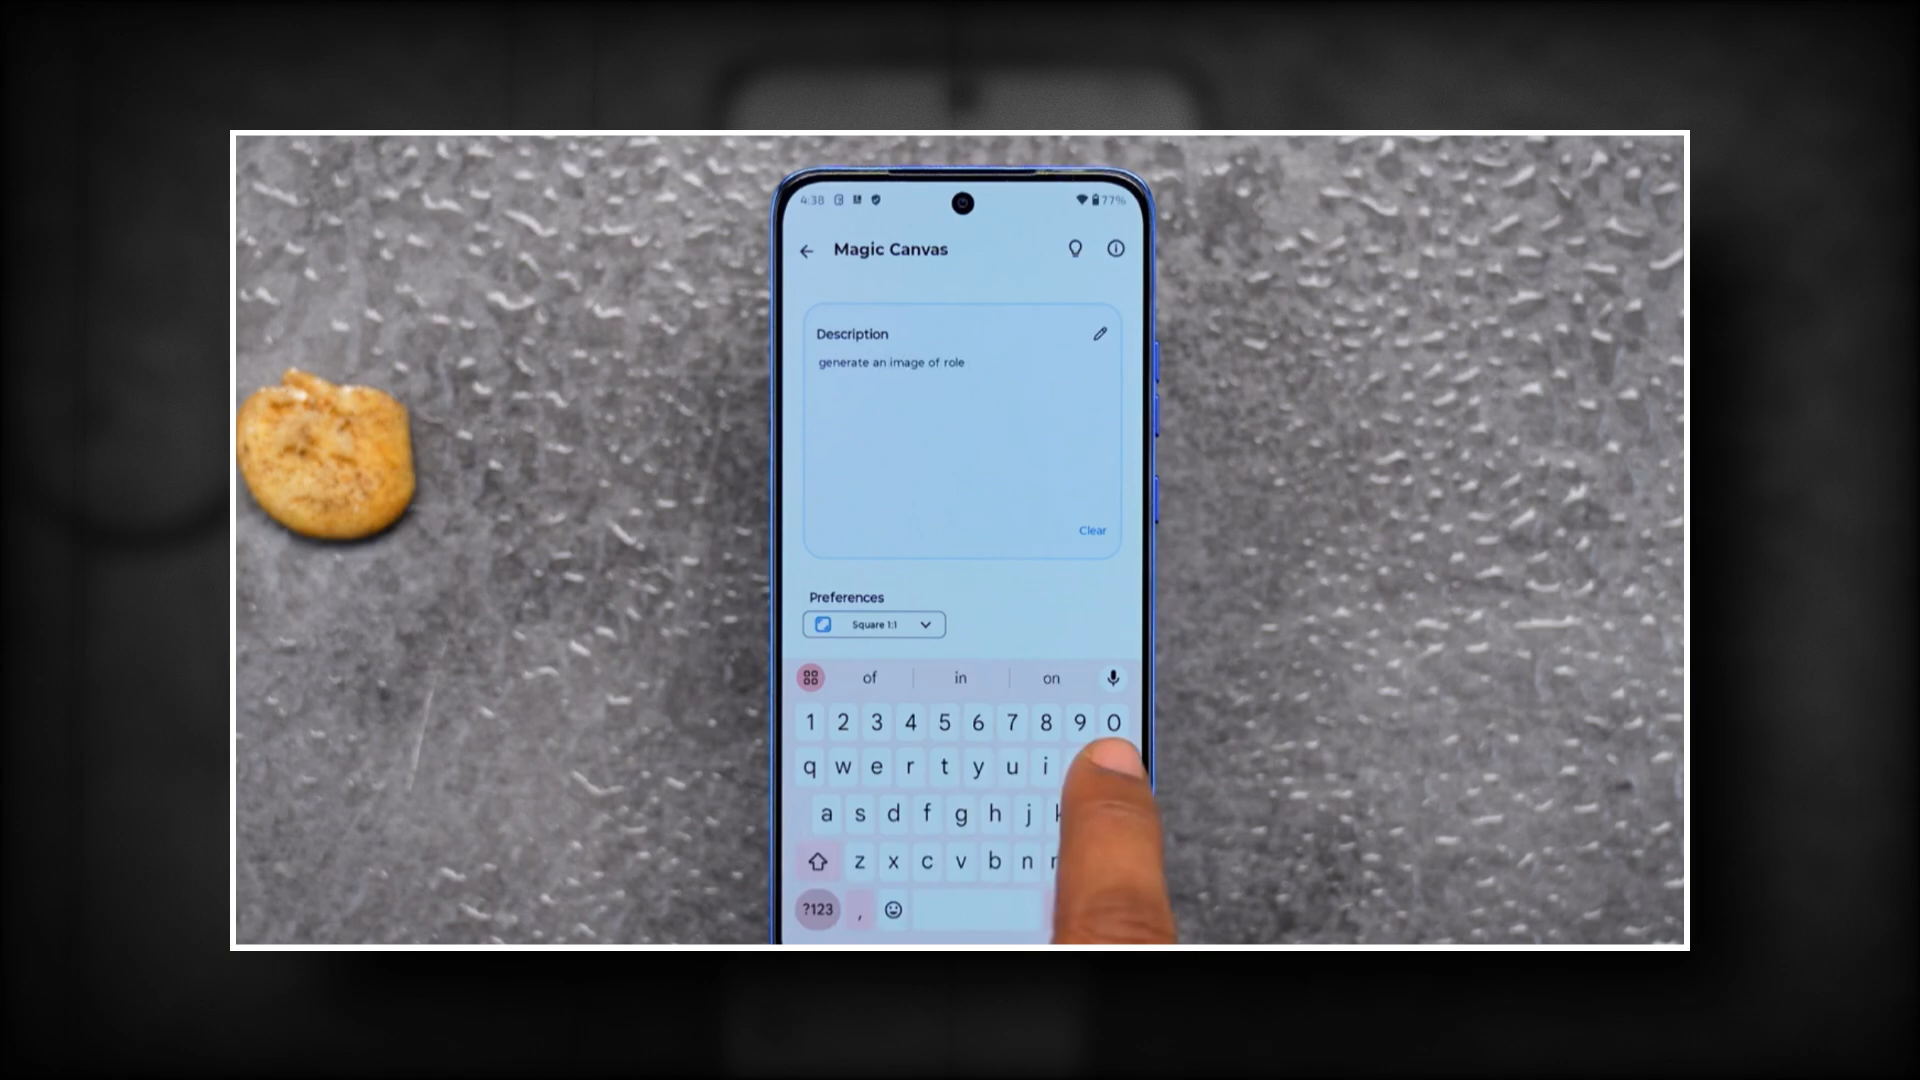 4:38
77%
Magic Canvas
Description
generate an image of role
Clear
Preferences
Square 1:1
of in on
1 2 3 4 5 6 7 8 9 0
q w e r t y u i
a s d f g h j
z x c v b n
?123 ,